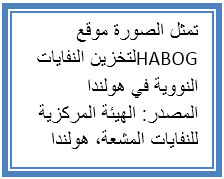 تمثل الصورة موقع
HABOGلتخزين النفايات
النووية في هولندا
المصدر: الهيئة المركزية
للنفايات المشعة، هولندا